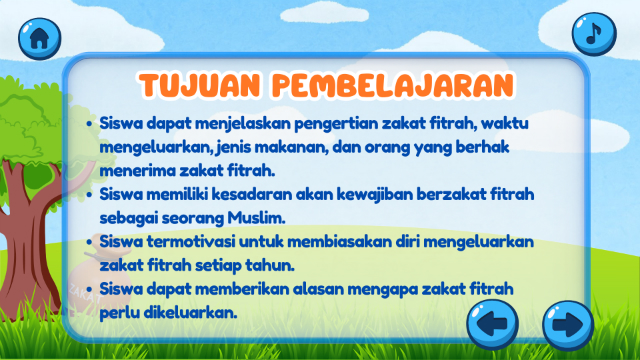 TUJUAN PEMBELAJARAN
• Siswa dapat menjelaskan pengertian zakat fitrah, waktu
mengeluarkan, jenis makanan, dan orang yang berhak
menerima zakat fitrah.
• Siswa memiliki kesadaran akan kewajiban berzakat fitrah
sebagai seorang Muslim.
• Siswa termotivasi untuk membiasakan diri mengeluarkan
zakat fitrah setiap tahun.
• Siswa dapat memberikan alasan mengapa zakat fitrah
perlu dikeluarkan.
ZAKAT